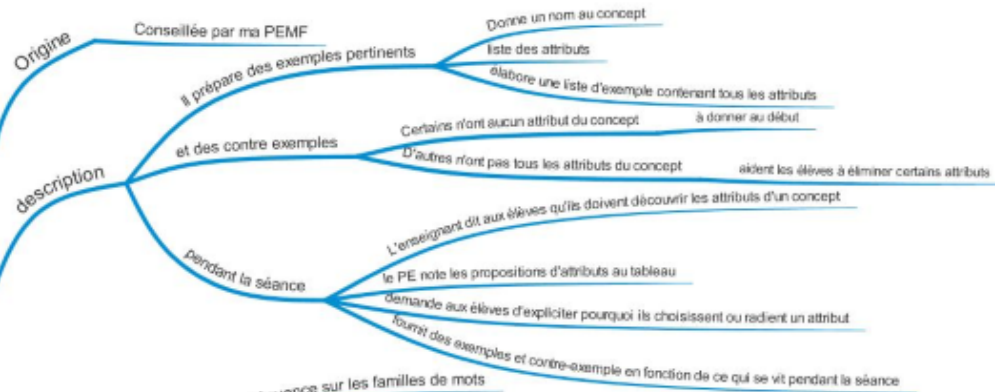 Origine
Conseillée par ma PEMF
description
Il prépare des exemples pertinents
Donne un nom au concept
liste des attributs
élabore une liste d'exemple contenant tous les attributs
et des contre exemples
Certains n'ont aucun attribut du concept
à donner au début
D'autres n'ont pas tous les attributs du concept
aident les élèves à éliminer certains attributs
pendant la séance
L'enseignant dit aux élèves qu'ils doivent découvrir les attributs d'un concept
le PE note les propositions d'attributs au tableau
demande aux élèves d'expliciter pourquoi ils choisissent ou radient un attribut
fournit des exemples et contre-exemple en fonction de ce qui se vit pendant la séance
sur les familles de mots